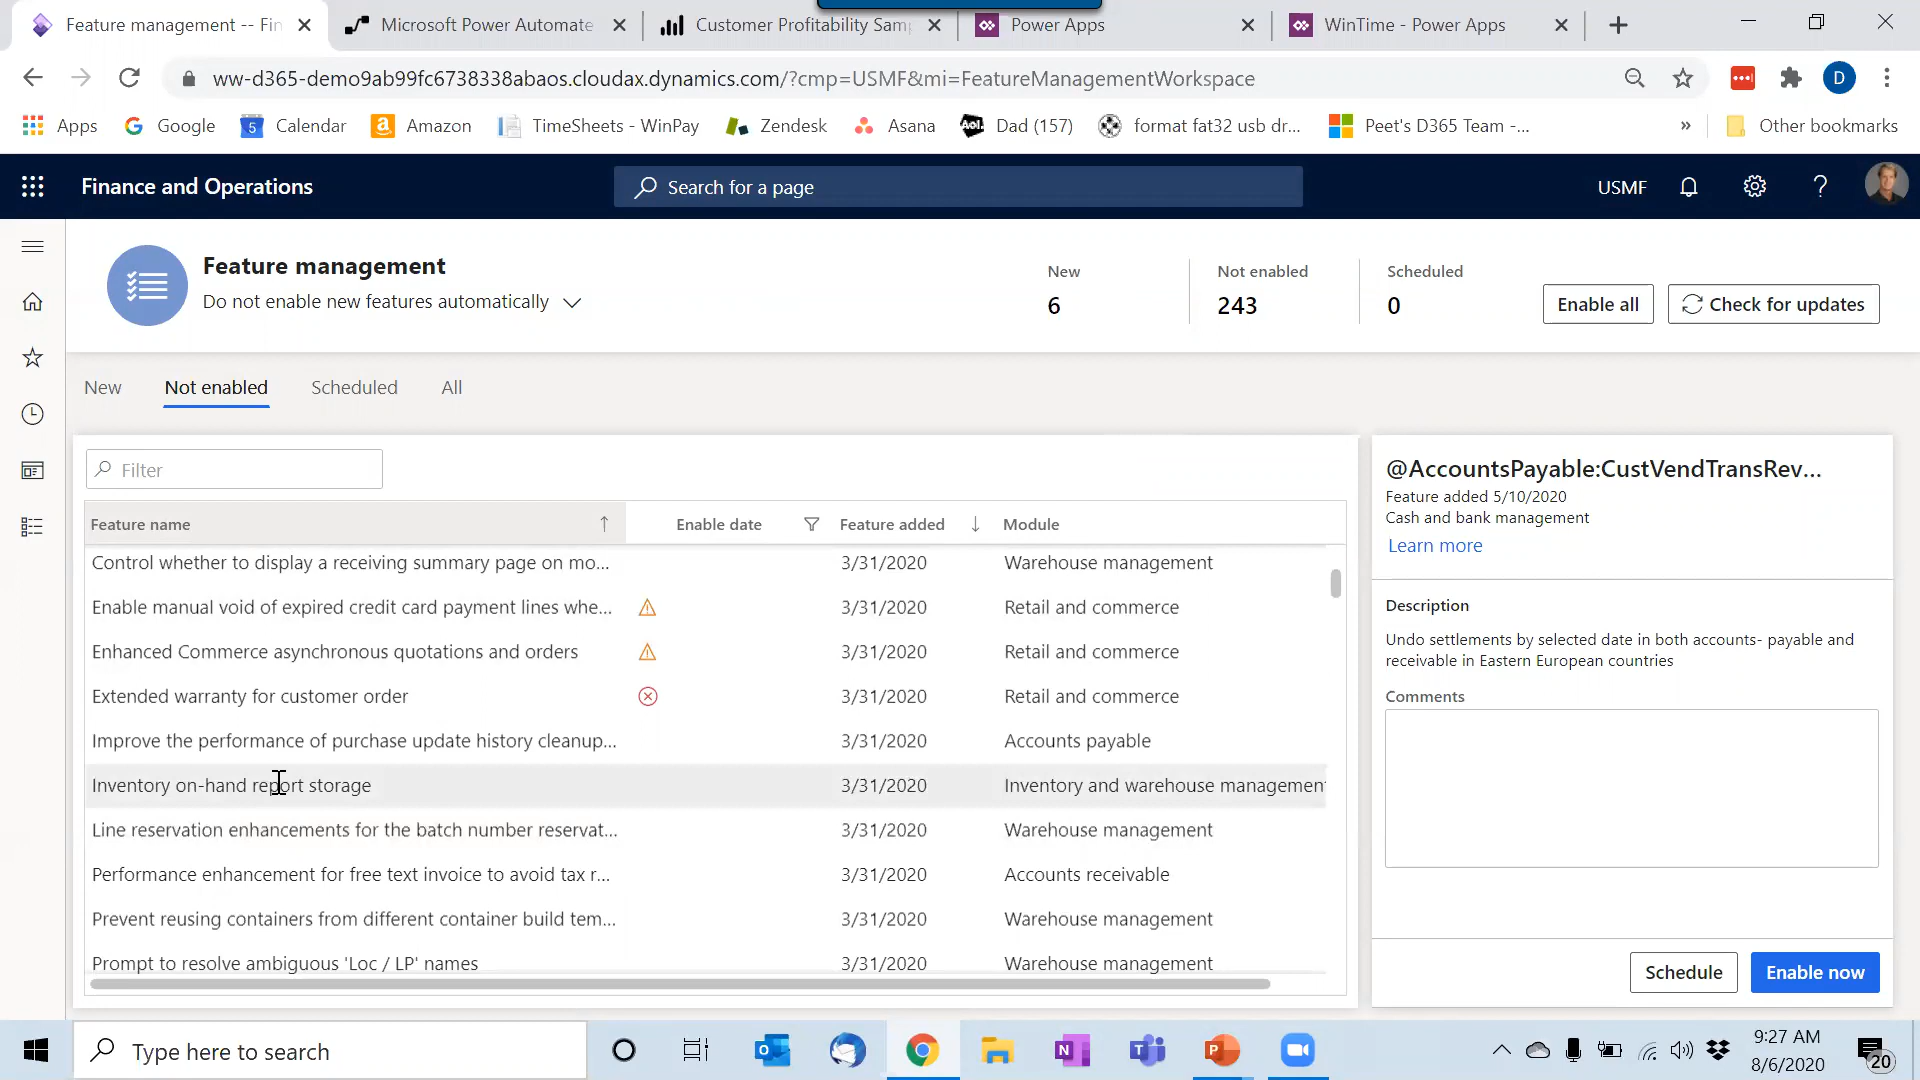 Feature management -- Fin
Microsoft Power Automate
Customer Profitability Samp
Power Apps
WinTime - Power Apps
ww-d365-demo9ab99fc6738338abaos.cloudax.dynamics.com/?cmp=USMF&mi=FeatureManagementWorkspace
D
Apps
Google
5
Calendar
Amazon
TimeSheets - WinPay
Zendesk
Asana
Aol.
Dad (157)
format fat32 usb dr...
Peet's D365 Team -...
»
Other bookmarks
Finance and Operations
Search for a page
USMF
?
Feature management
Do not enable new features automatically
New
6
Not enabled
243
Scheduled
0
Enable all
Check for updates
New
Not enabled
Scheduled
All
Filter
Feature name
Enable date
Feature added
Module
Control whether to display a receiving summary page on mo... 3/31/2020 Warehouse management
Enable manual void of expired credit card payment lines whe... 3/31/2020 Retail and commerce
Enhanced Commerce asynchronous quotations and orders 3/31/2020 Retail and commerce
Extended warranty for customer order 3/31/2020 Retail and commerce
Improve the performance of purchase update history cleanup... 3/31/2020 Accounts payable
Inventory on-hand report storage 3/31/2020 Inventory and warehouse management
Line reservation enhancements for the batch number reservat... 3/31/2020 Warehouse management
Performance enhancement for free text invoice to avoid tax r... 3/31/2020 Accounts receivable
Prevent reusing containers from different container build tem... 3/31/2020 Warehouse management
Prompt to resolve ambiguous 'Loc / LP' names 3/31/2020 Warehouse management
@AccountsPayable:CustVendTransRev...
Feature added 5/10/2020
Cash and bank management
Learn more
Description
Undo settlements by selected date in both accounts- payable and
receivable in Eastern European countries
Comments
Schedule
Enable now
Type here to search
9:27 AM
8/6/2020
20